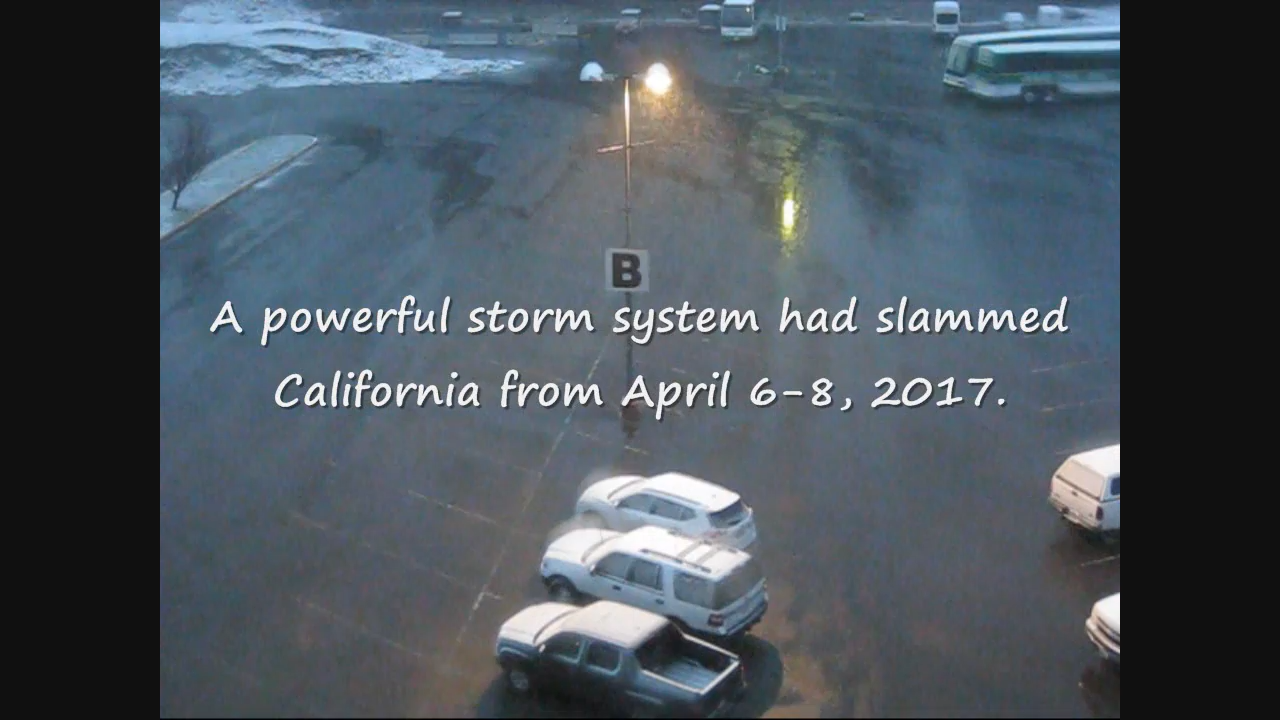 B
A powerful storm system had slammed
California from April 6-8, 2017.